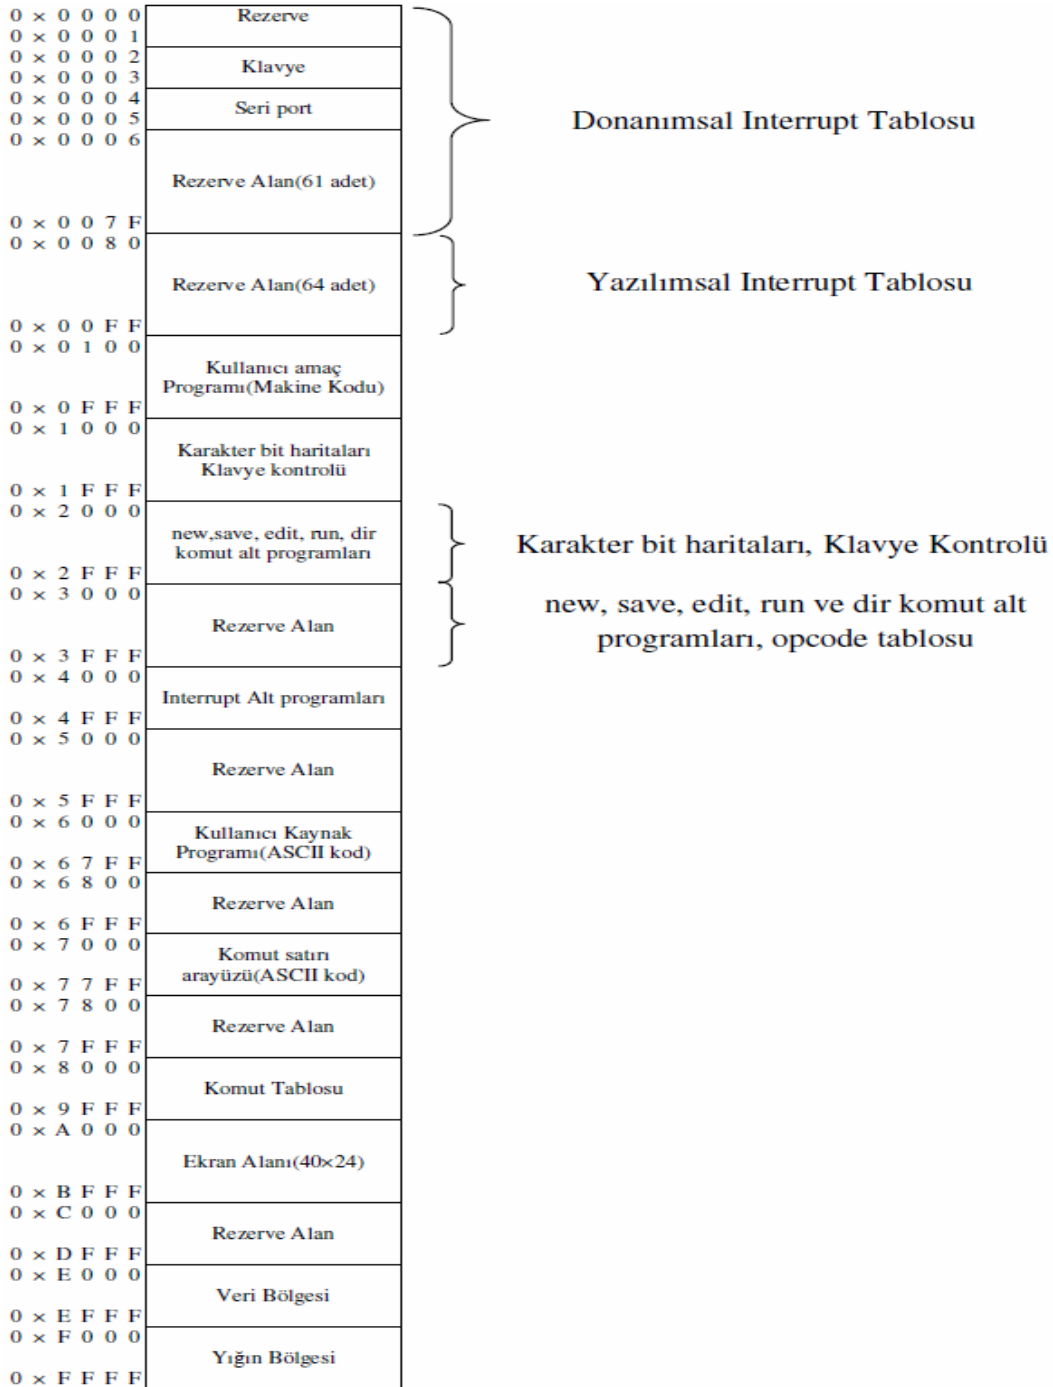 0 × 0 0 0 0 Rezerve
0 × 0 0 0 1
0 × 0 0 0 2
Klavye
0 × 0 0 0 3
0 × 0 0 0 4
Seri port
0 × 0 0 0 5
Donanımsal Interrupt Tablosu
0 × 0 0 0 6
Rezerve Alan(61 adet)
0 × 0 0 7 F
0 × 0 0 8 0
Rezerve Alan(64 adet)
Yazılımsal Interrupt Tablosu
0 × 0 0 F F
0 × 0 1 0 0
Kullanıcı amaç
Programı(Makine Kodu)
0 × 0 F F F
0 × 1 0 0 0
Karakter bit haritaları
Klavye kontrolü
0 × 1 F F F
0 × 2 0 0 0
new,save, edit, run, dir
komut alt programları
Karakter bit haritaları, Klavye Kontrolü
0 × 2 F F F
0 × 3 0 0 0
Rezerve Alan
new, save, edit, run ve dir komut alt
programları, opcode tablosu
0 × 3 F F F
0 × 4 0 0 0
Interrupt Alt programları
0 × 4 F F F
0 × 5 0 0 0
Rezerve Alan
0 × 5 F F F
0 × 6 0 0 0
Kullanıcı Kaynak
Programı(ASCII kod)
0 × 6 7 F F
0 × 6 8 0 0
Rezerve Alan
0 × 6 F F F
0 × 7 0 0 0
Komut satırı
arayüzü(ASCII kod)
0 × 7 7 F F
0 × 7 8 0 0
Rezerve Alan
0 × 7 F F F
0 × 8 0 0 0
Komut Tablosu
0 × 9 F F F
0 × A 0 0 0
Ekran Alanı(40×24)
0 × B F F F
0 × C 0 0 0
Rezerve Alan
0 × D F F F
0 × E 0 0 0
Veri Bölgesi
0 × E F F F
0 × F 0 0 0
Yığın Bölgesi
0 × F F F F